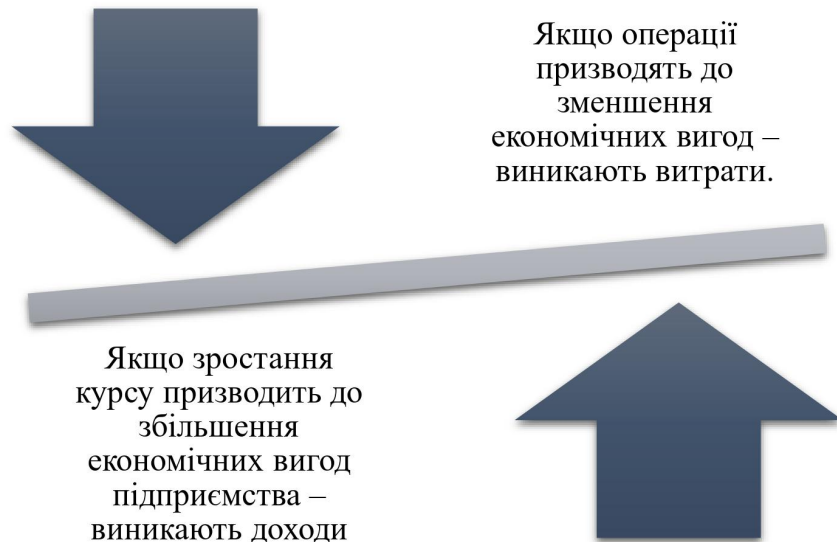 Якщо операції
призводять до
зменшення
економічних вигод –
виникають витрати.
Якщо зростання
курсу призводить до
збільшення
економічних вигод
підприємства –
виникають доходи